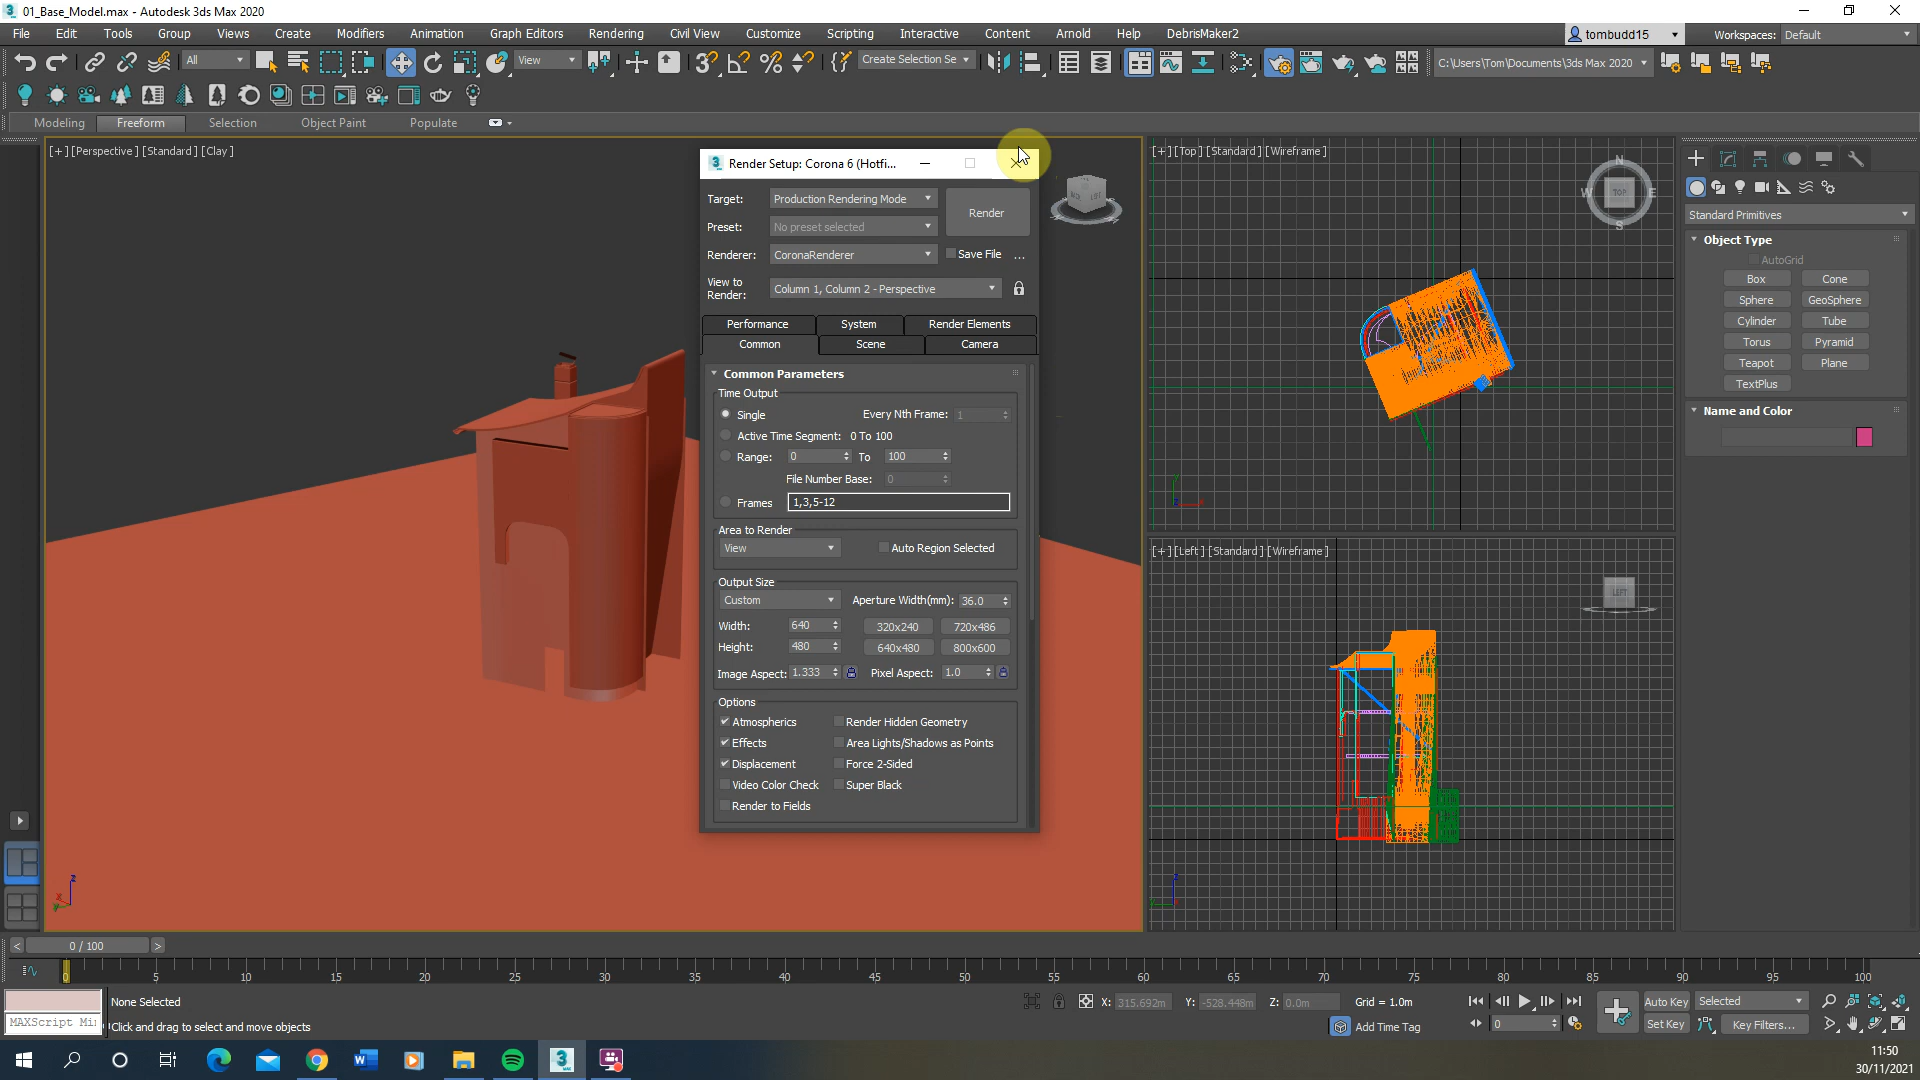 01_Base_Model.max - Autodesk 3ds Max 2020
File Edit Tools Group Views Create Modifiers Animation Graph Editors Rendering Civil View Customize Scripting Interactive Content Arnold Help DebrisMaker2 tombudd15 Workspaces: Default
All View Create Selection Se C:\Users\Tom\Documents\3ds Max 2020
Modeling Freeform Selection Object Paint Populate
[+][Perspective][Standard][Clay]
[+][Top][Standard][Wireframe]
N
W TOP E
S
Render Setup: Corona 6 (Hotfi...
Target: Production Rendering Mode Render
Preset: No preset selected
Renderer: CoronaRenderer Save File ...
View to
Render: Column 1, Column 2 - Perspective
Performance System Render Elements
Common Scene Camera
Common Parameters
Time Output
Single Every Nth Frame: 1
Active Time Segment: 0 To 100
Range: 0 To 100
File Number Base: 0
Frames 1,3,5-12
Area to Render
View Auto Region Selected
Output Size
Custom Aperture Width(mm): 36.0
Width: 640 320x240 720x486
Height: 480 640x480 800x600
Image Aspect: 1.333 Pixel Aspect: 1.0
Options
Atmospherics Render Hidden Geometry
Effects Area Lights/Shadows as Points
Displacement Force 2-Sided
Video Color Check Super Black
Render to Fields
Standard Primitives
Object Type
AutoGrid
Box Cone
Sphere GeoSphere
Cylinder Tube
Torus Pyramid
Teapot Plane
TextPlus
Name and Color
[+][Left][Standard][Wireframe]
LEFT
0 / 100
0 5 10 15 20 25 30 35 40 45 50 55 60 65 70 75 80 85 90 95 100
None Selected
X: 315.692m Y: -528.448m Z: 0.0m Grid = 1.0m
Auto Key Selected
MAXScript Mi
Click and drag to select and move objects
Add Time Tag
0
Set Key Key Filters...
11:50
30/11/2021